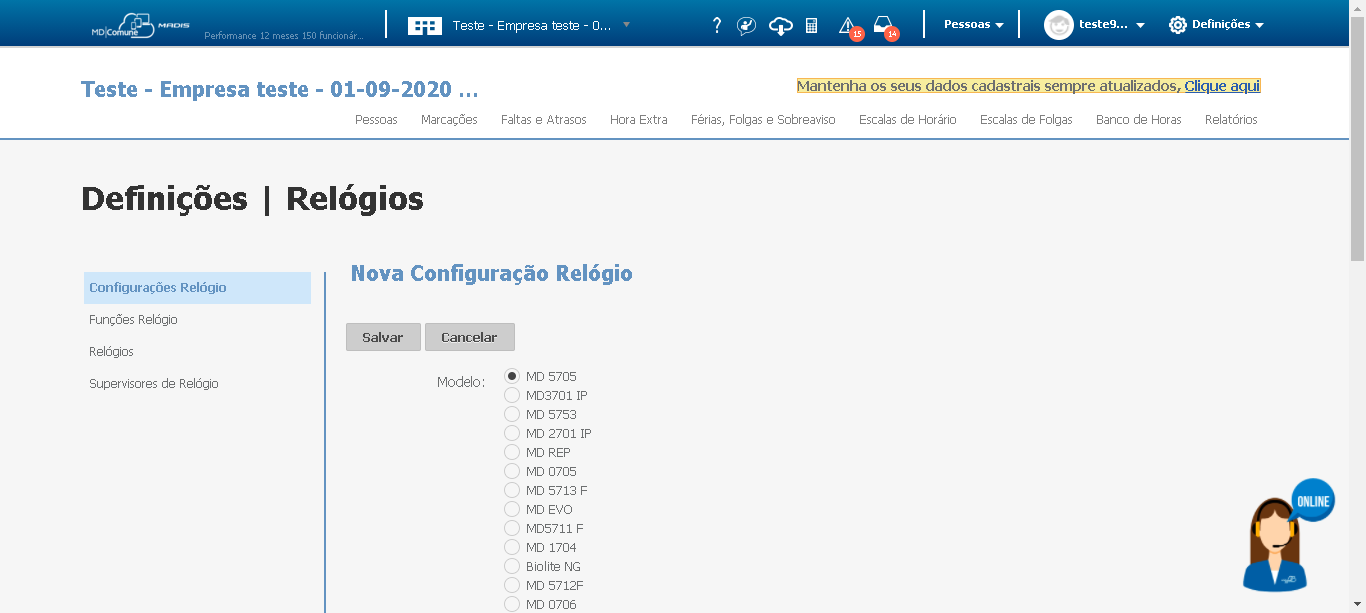 MD|Comune MADIS
Performance 12 meses 150 funcionár...
Teste - Empresa teste - 0...
?
15
14
Pessoas
teste9...
Definições
Teste - Empresa teste - 01-09-2020 ...
Mantenha os seus dados cadastrais sempre atualizados, Clique aqui
Pessoas Marcações Faltas e Atrasos Hora Extra Férias, Folgas e Sobreaviso Escalas de Horário Escalas de Folgas Banco de Horas Relatórios
Definições | Relógios
Configurações Relógio
Funções Relógio
Relógios
Supervisores de Relógio
Nova Configuração Relógio
Salvar Cancelar
Modelo:
MD 5705
MD3701 IP
MD 5753
MD 2701 IP
MD REP
MD 0705
MD 5713 F
MD EVO
MD5711 F
MD 1704
Biolite NG
MD 5712F
MD 0706
ONLINE